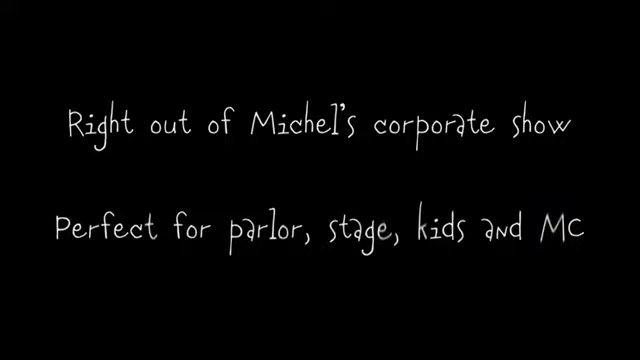 Right out of Michel's corporate show
Perfect for parlor, stage, kids and MC